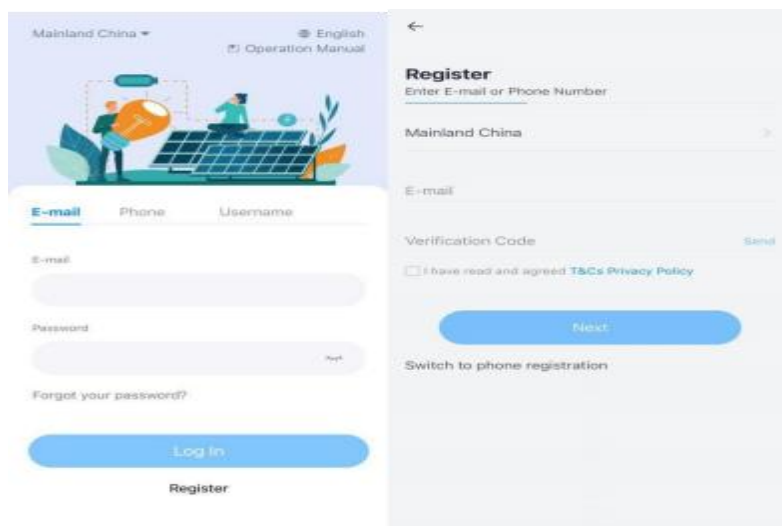 Mainland China
English
Operation Manual
E-mail Phone Username
E-mail
Password
Forgot your password?
Log In
Register
Register
Enter E-mail or Phone Number
Mainland China
E-mail
Verification Code Send
I have read and agreed T&Cs Privacy Policy
Next
Switch to phone registration